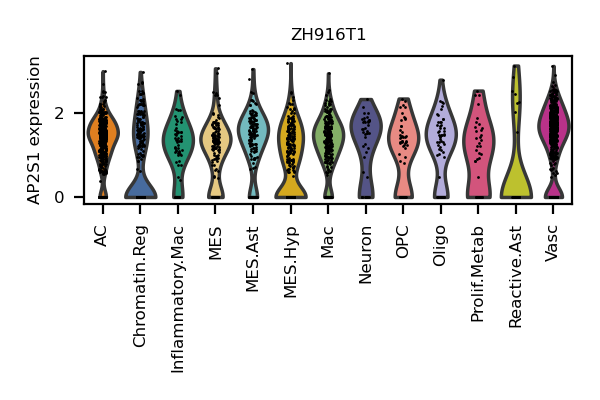 ZH916T1
AP2S1 expression
2
0
AC
Chromatin.Reg
Inflammatory.Mac
MES
MES.Ast
MES.Hyp
Mac
Neuron
OPC
Oligo
Prolif.Metab
Reactive.Ast
Vasc